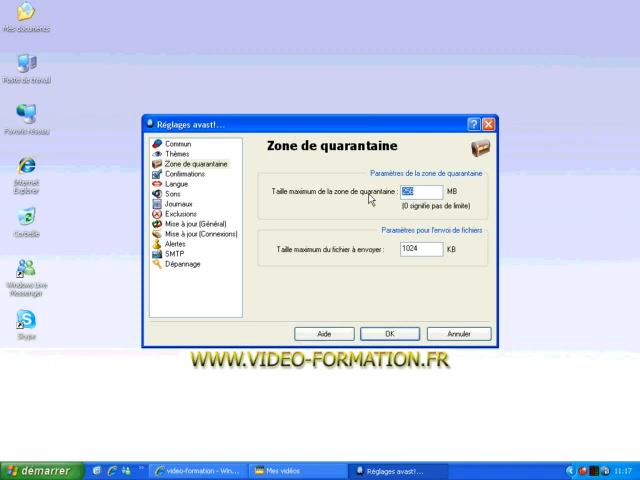 Mes documents
Poste de travail
Favoris réseau
Internet
Explorer
Corbeille
Windows Live
Messenger
Skype
Réglages avast!...
Commun
Thèmes
Zone de quarantaine
Confirmations
Langue
Sons
Journaux
Exclusions
Mise à jour (Général)
Mise à jour (Connexions)
Alertes
SMTP
Dépannage
Zone de quarantaine
Paramètres de la zone de quarantaine
Taille maximum de la zone de quarantaine : 256 MB
(0 signifie pas de limite)
Paramètres pour l'envoi de fichiers
Taille maximum du fichier à envoyer : 1024 KB
Aide OK Annuler
WWW.VIDEO-FORMATION.FR
démarrer video-formation - Win... Mes vidéos Réglages avast!... 11:17